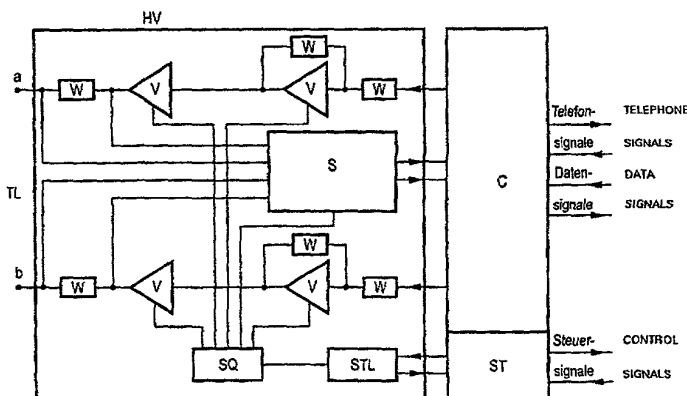 HV
W
a
W
V
V
W
Telefon- TELEPHONE
signale SIGNALS
S
C
Daten- DATA
TL
signale SIGNALS
W
b
W
V
V
W
Steuer- CONTROL
SQ
STL
ST
signale SIGNALS